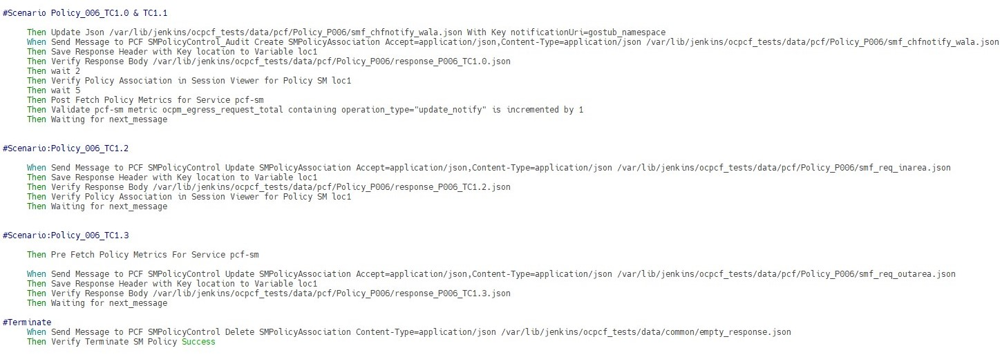 #Scenario Policy_006_TC1.0 & TC1.1
Then Update Json /var/lib/jenkins/ocpcf_tests/data/pcf/Policy_P006/smf_chfnotify_wala.json With Key notificationUri=gostub_namespace
When Send Message to PCF SMPolicyControl_Audit Create SMPolicyAssociation Accept=application/json,Content-Type=application/json /var/lib/jenkins/ocpcf_tests/data/pcf/Policy_P006/smf_chfnotify_wala.json
Then Save Response Header with Key location to Variable loc1
Then Verify Response Body /var/lib/jenkins/ocpcf_tests/data/pcf/Policy_P006/response_P006_TC1.0.json
Then wait 2
Then Verify Policy Association in Session Viewer for Policy SM loc1
Then wait 5
Then Post Fetch Policy Metrics for Service pcf-sm
Then Validate pcf-sm metric ocpm_egress_request_total containing operation_type="update_notify" is incremented by 1
Then Waiting for next_message
#Scenario:Policy_006_TC1.2
When Send Message to PCF SMPolicyControl Update SMPolicyAssociation Accept=application/json,Content-Type=application/json /var/lib/jenkins/ocpcf_tests/data/pcf/Policy_P006/smf_req_inarea.json
Then Save Response Header with Key location to Variable loc1
Then Verify Response Body /var/lib/jenkins/ocpcf_tests/data/pcf/Policy_P006/response_P006_TC1.2.json
Then Verify Policy Association in Session Viewer for Policy SM loc1
Then Waiting for next_message
#Scenario:Policy_006_TC1.3
Then Pre Fetch Policy Metrics For Service pcf-sm
When Send Message to PCF SMPolicyControl Update SMPolicyAssociation Accept=application/json,Content-Type=application/json /var/lib/jenkins/ocpcf_tests/data/pcf/Policy_P006/smf_req_outarea.json
Then Save Response Header with Key location to Variable loc1
Then Verify Response Body /var/lib/jenkins/ocpcf_tests/data/pcf/Policy_P006/response_P006_TC1.3.json
Then Waiting for next_message
#Terminate
When Send Message to PCF SMPolicyControl Delete SMPolicyAssociation Content-Type=application/json /var/lib/jenkins/ocpcf_tests/data/common/empty_response.json
Then Verify Terminate SM Policy Success